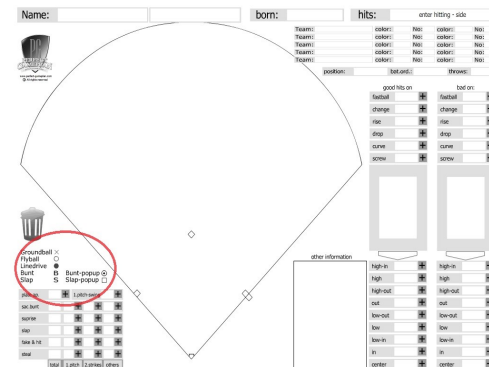 Name:
born:
hits: enter hitting - side
Team: color: No: color: No:
Team: color: No: color: No:
Team: color: No: color: No:
Team: color: No: color: No:
Team: color: No: color: No:
position: bat.ord.: throws:
good hits on bad on:
fastball + fastball +
change + change +
rise + rise +
drop + drop +
curve + curve +
screw + screw +
Groundball ×
Flyball ○
Linedrive ●
Bunt B Bunt-popup
Slap S Slap-popup
1.pitch swing +
sac.bunt + + +
suprise + + +
slap + + +
fake & hit + + +
steal + + +
total 1.pitch 2.strikes others
other information
high-in + high-in +
high + high +
high-out + high-out +
out + out +
low-out + low-out +
low + low +
low-in + low-in +
in + in +
center + center +